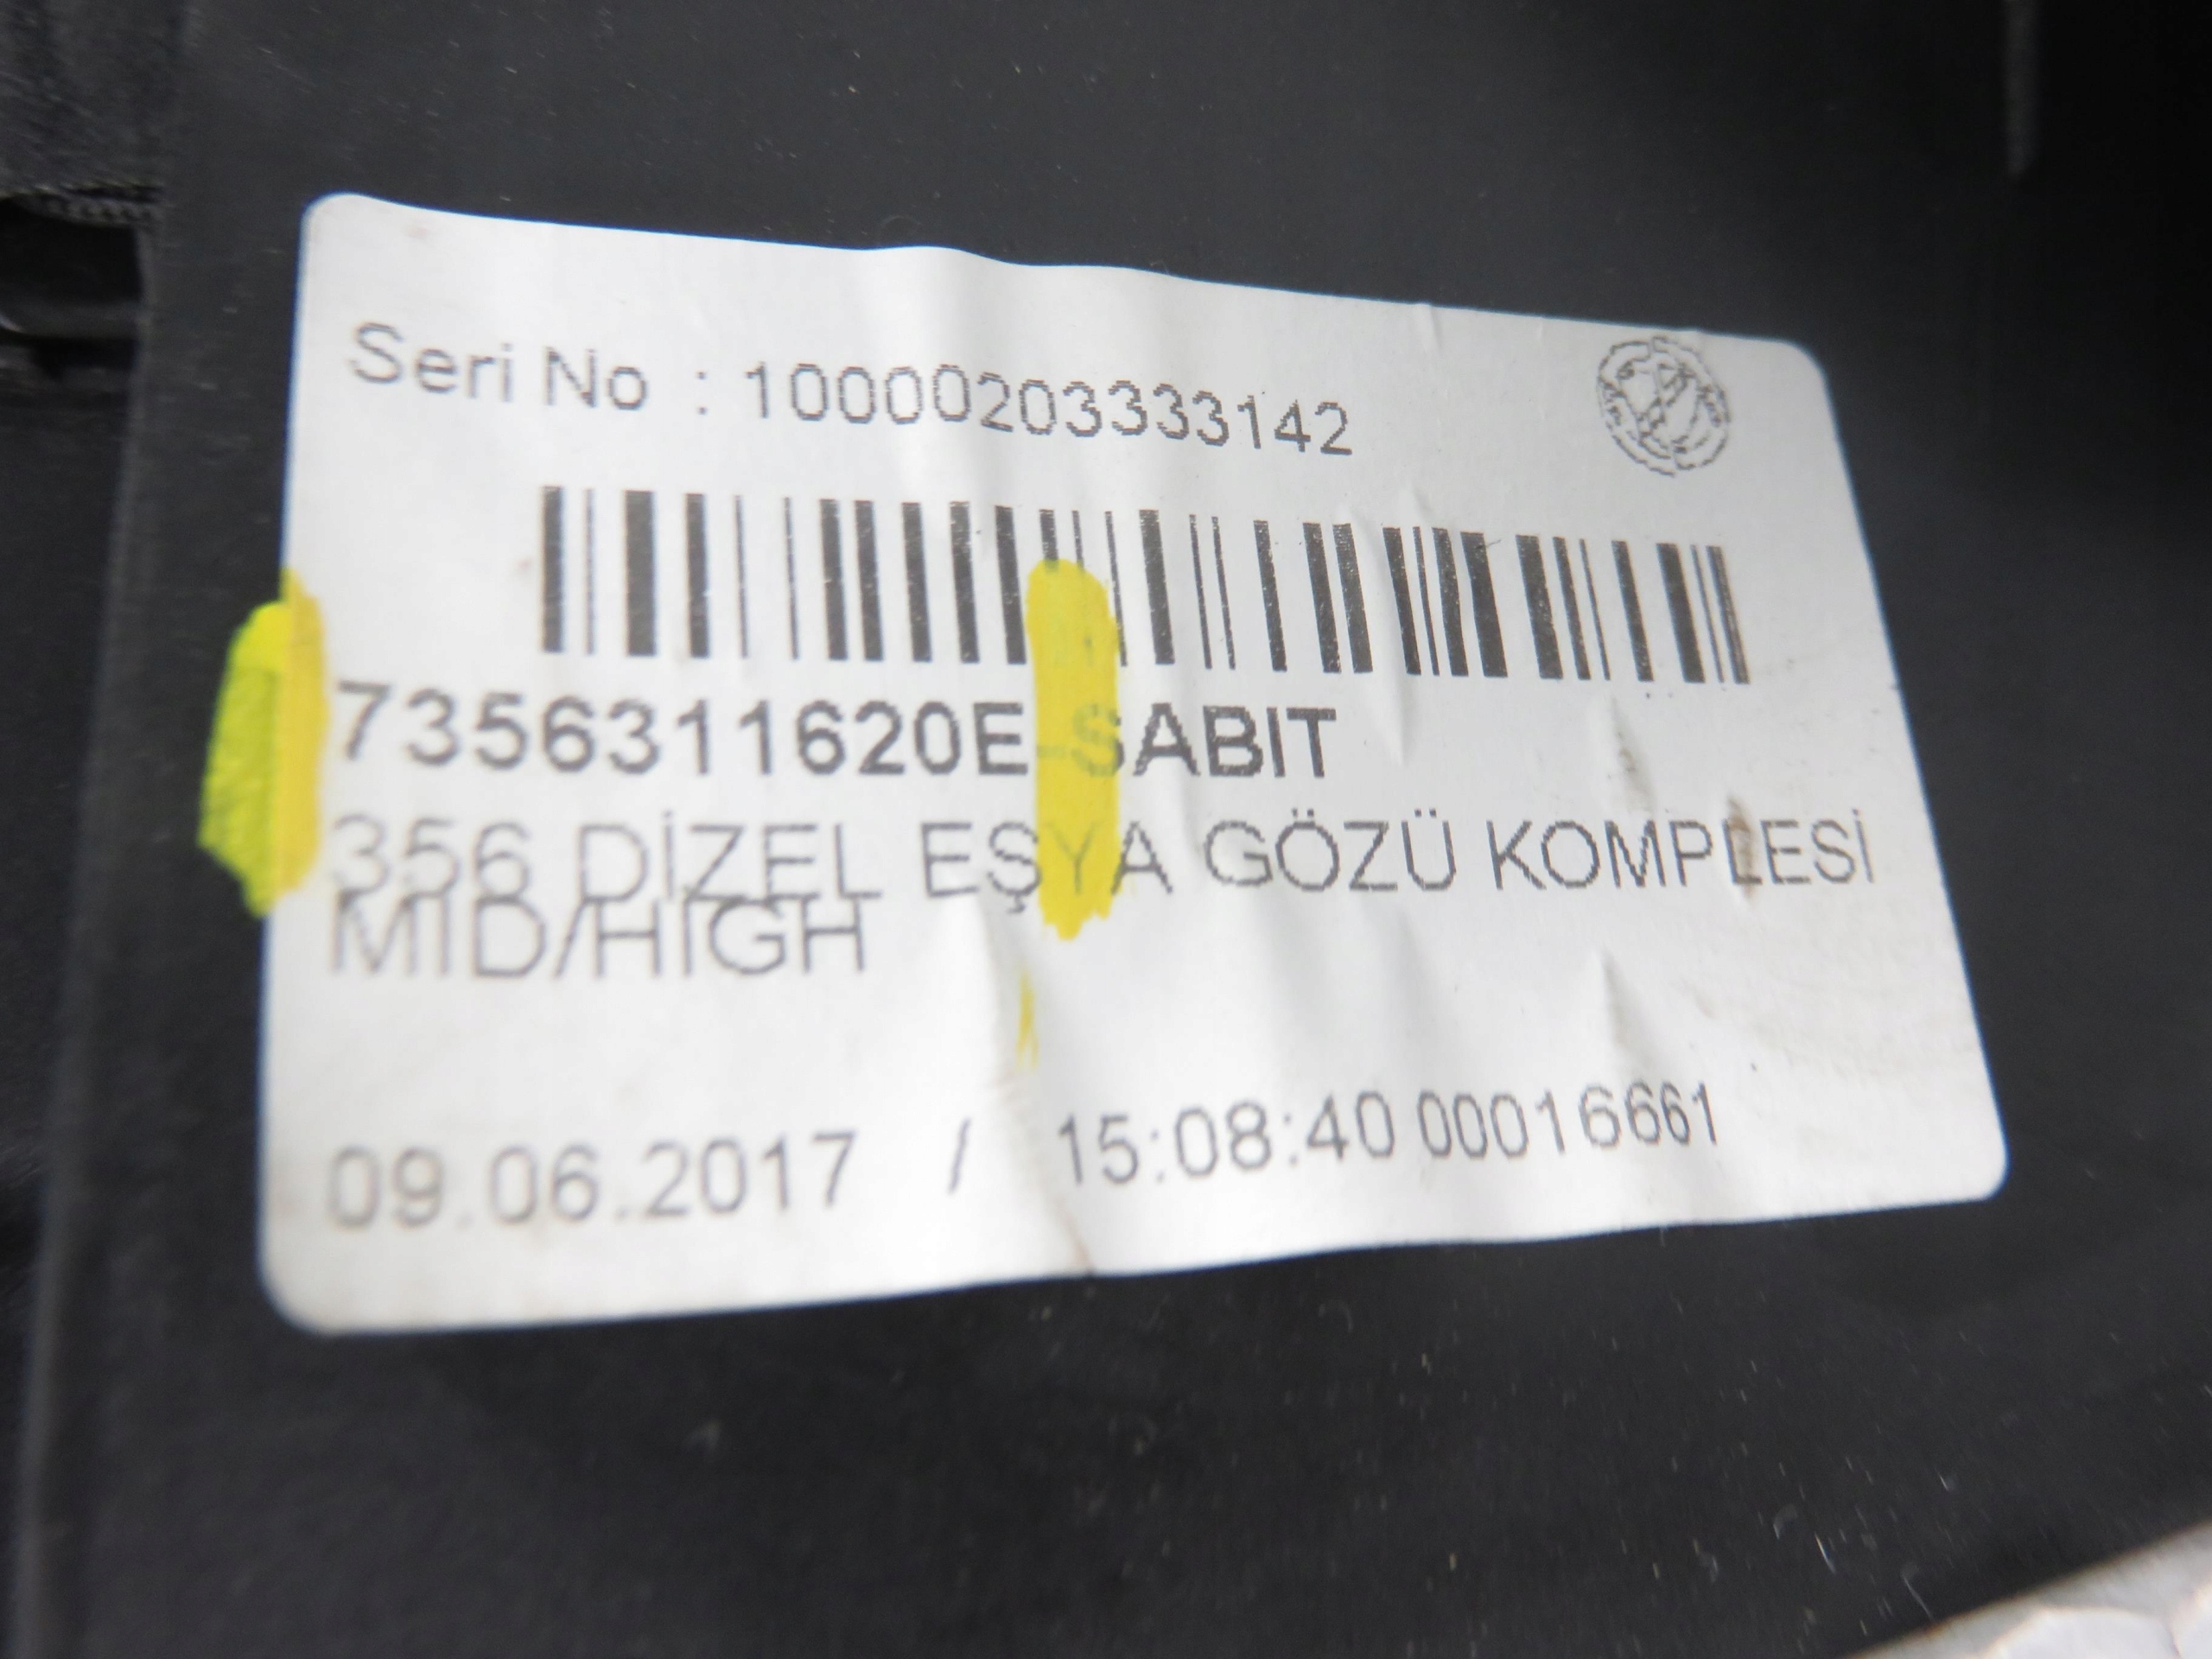 Seri No : 10000203333142
7356311620E-SABIT
356 DİZEL EŞYA GÖZÜ KOMPLESİ
MID/HIGH
09.06.2017 / 15:08:40 00016661